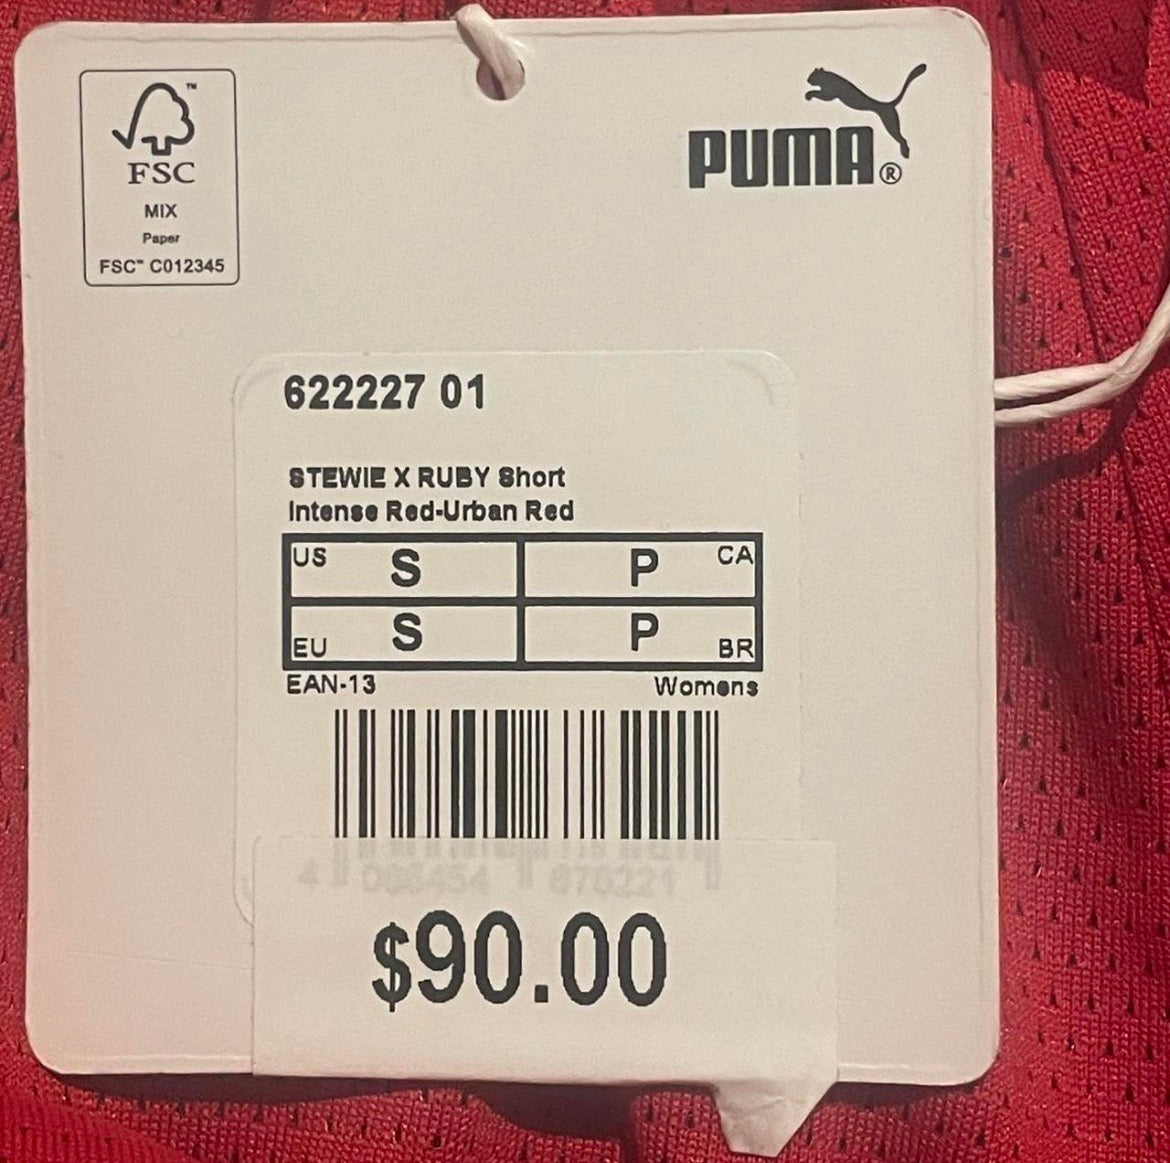 PUMA®
™
FSC
MIX
Paper
FSC™ C012345
622227 01
STEWIE X RUBY Short
Intense Red-Urban Red
US S P CA
EU S P BR
EAN-13 Womens
$90.00